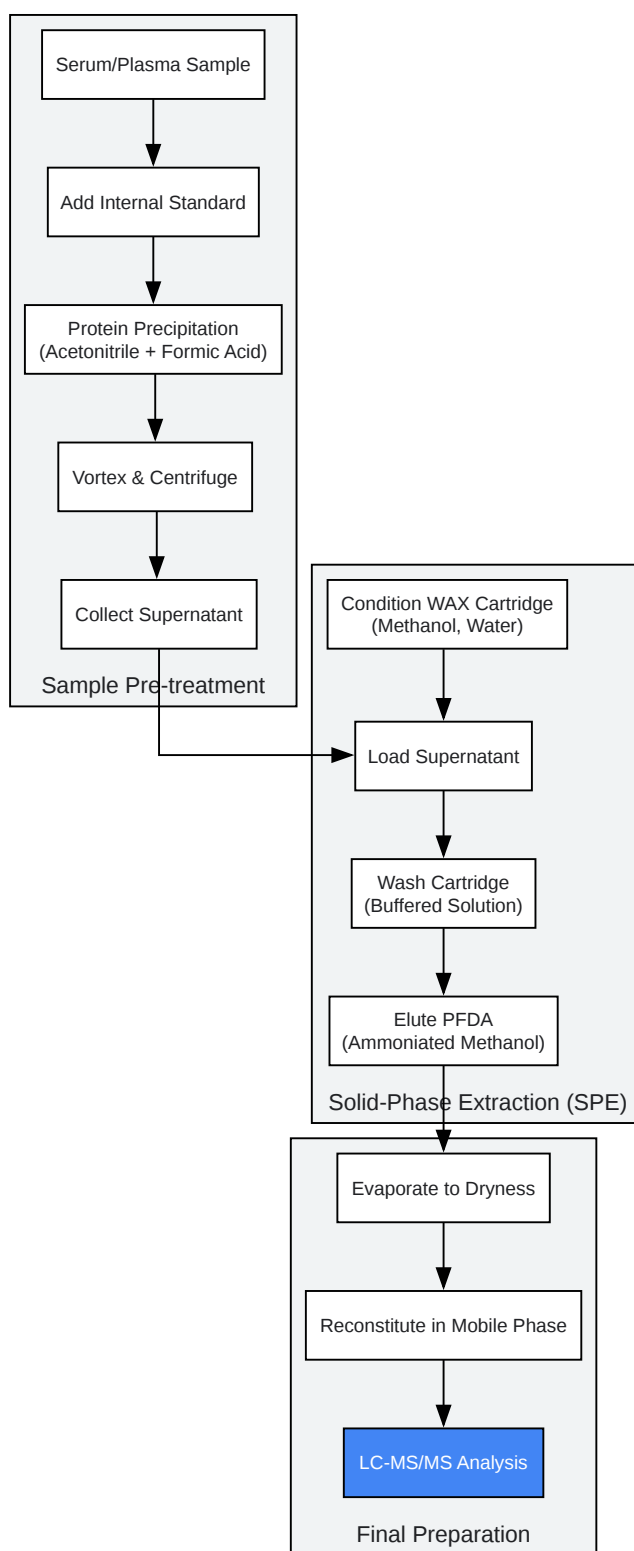 Serum/Plasma Sample
Add Internal Standard
Protein Precipitation
(Acetonitrile + Formic Acid)
Vortex & Centrifuge
Collect Supernatant
Sample Pre-treatment
Condition WAX Cartridge
(Methanol, Water)
Load Supernatant
Wash Cartridge
(Buffered Solution)
Elute PFDA
(Ammoniated Methanol)
Solid-Phase Extraction (SPE)
Evaporate to Dryness
Reconstitute in Mobile Phase
LC-MS/MS Analysis
Final Preparation